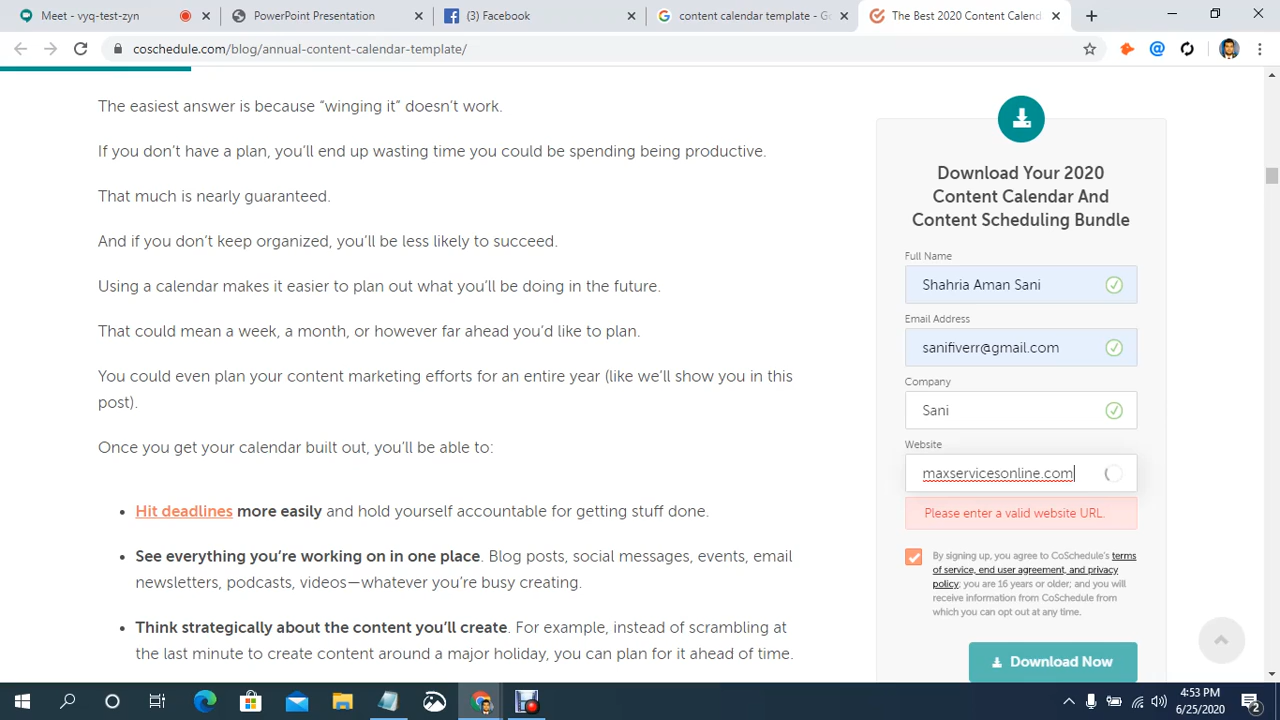 Meet - vyq-test-zyn
PowerPoint Presentation
(3) Facebook
content calendar template - Go
The Best 2020 Content Calend
coschedule.com/blog/annual-content-calendar-template/
The easiest answer is because “winging it” doesn’t work.
If you don’t have a plan, you’ll end up wasting time you could be spending being productive.
That much is nearly guaranteed.
And if you don’t keep organized, you’ll be less likely to succeed.
Using a calendar makes it easier to plan out what you’ll be doing in the future.
That could mean a week, a month, or however far ahead you’d like to plan.
You could even plan your content marketing efforts for an entire year (like we’ll show you in this
post).
Once you get your calendar built out, you’ll be able to:
• Hit deadlines more easily and hold yourself accountable for getting stuff done.
• See everything you’re working on in one place. Blog posts, social messages, events, email
newsletters, podcasts, videos—whatever you’re busy creating.
• Think strategically about the content you’ll create. For example, instead of scrambling at
the last minute to create content around a major holiday, you can plan for it ahead of time.
Download Your 2020
Content Calendar And
Content Scheduling Bundle
Full Name
Shahria Aman Sani
Email Address
sanifiverr@gmail.com
Company
Sani
Website
maxservicesonline.com
Please enter a valid website URL.
By signing up, you agree to CoSchedule’s terms
of service, end user agreement, and privacy
policy; you are 16 years or older; and you will
receive information from CoSchedule from
which you can opt out at any time.
Download Now
4:53 PM
6/25/2020
2